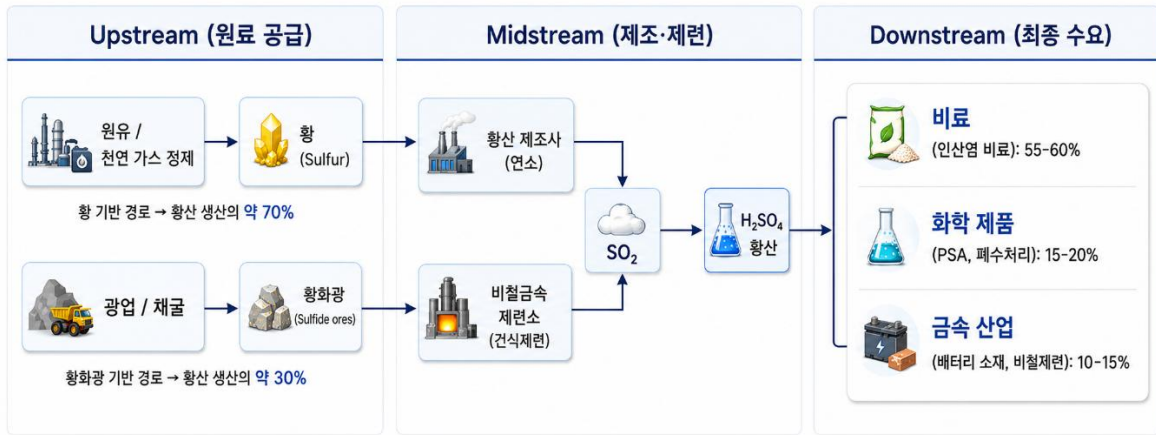 Upstream (원료 공급)
원유 /
천연 가스 정제
황
(Sulfur)
황 기반 경로 → 황산 생산의 약 70%
광업 / 채굴
황화광
(Sulfide ores)
황화광 기반 경로 → 황산 생산의 약 30%
Midstream (제조·제련)
황산 제조사
(연소)
비철금속
제련소
(건식제련)
SO₂
H₂SO₄
황산
Downstream (최종 수요)
비료
(인산염 비료): 55-60%
화학 제품
(PSA, 폐수처리): 15-20%
금속 산업
(배터리 소재, 비철제련): 10-15%